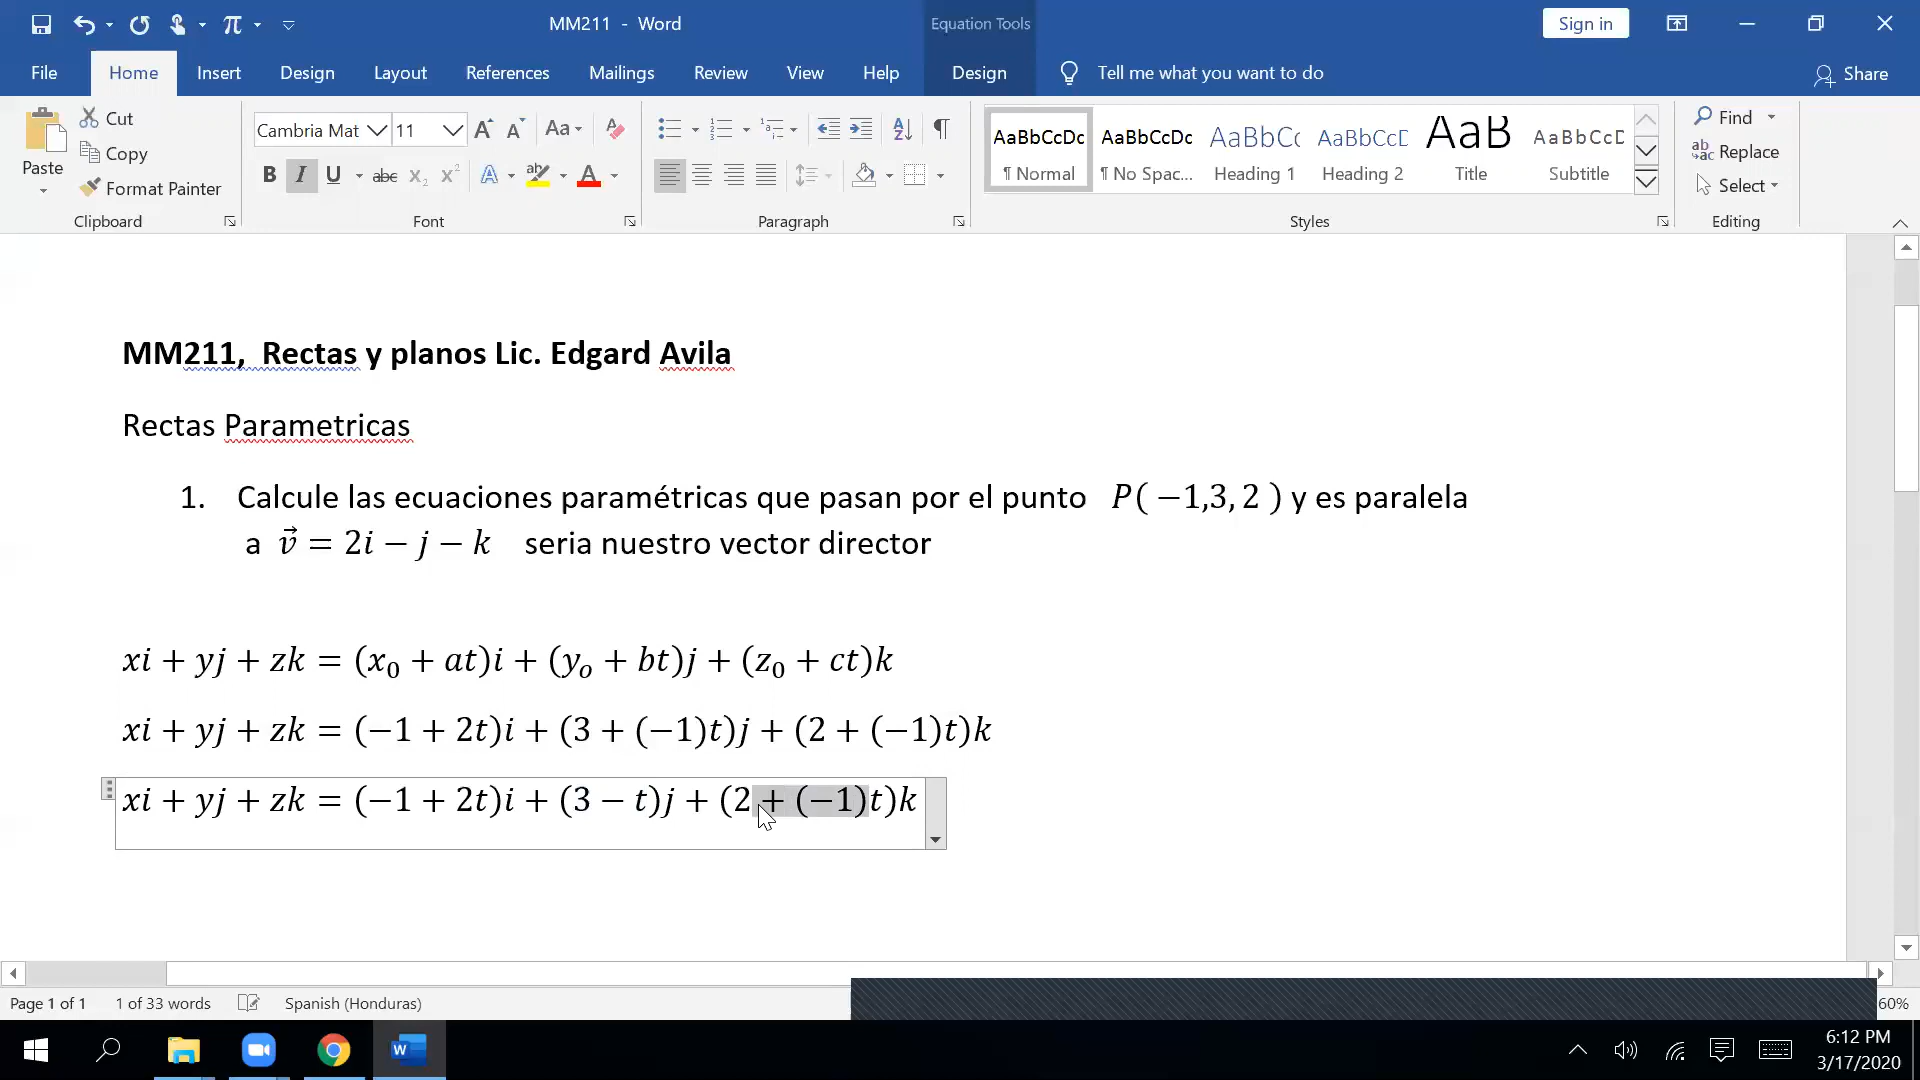 MM211 - Word
Equation Tools
Sign in
File Home Insert Design Layout References Mailings Review View Help Design Tell me what you want to do Share
Paste
Cut
Copy
Format Painter
Clipboard
Cambria Mat 11
Font
Paragraph
AaBbCcDc AaBbCcDc AaBbCc AaBbCcD AaB AaBbCcD
¶ Normal ¶ No Spac... Heading 1 Heading 2 Title Subtitle
Styles
Find
Replace
Select
Editing
MM211, Rectas y planos Lic. Edgard Avila
Rectas Parametricas
1. Calcule las ecuaciones paramétricas que pasan por el punto P( −1,3, 2 ) y es paralela
a v⃗ = 2i − j − k seria nuestro vector director
xi + yj + zk = (x₀ + at)i + (yₒ + bt)j + (z₀ + ct)k
xi + yj + zk = (−1 + 2t)i + (3 + (−1)t)j + (2 + (−1)t)k
xi + yj + zk = (−1 + 2t)i + (3 − t)j + (2 + (−1)t)k
Page 1 of 1 1 of 33 words Spanish (Honduras) 60%
6:12 PM
3/17/2020